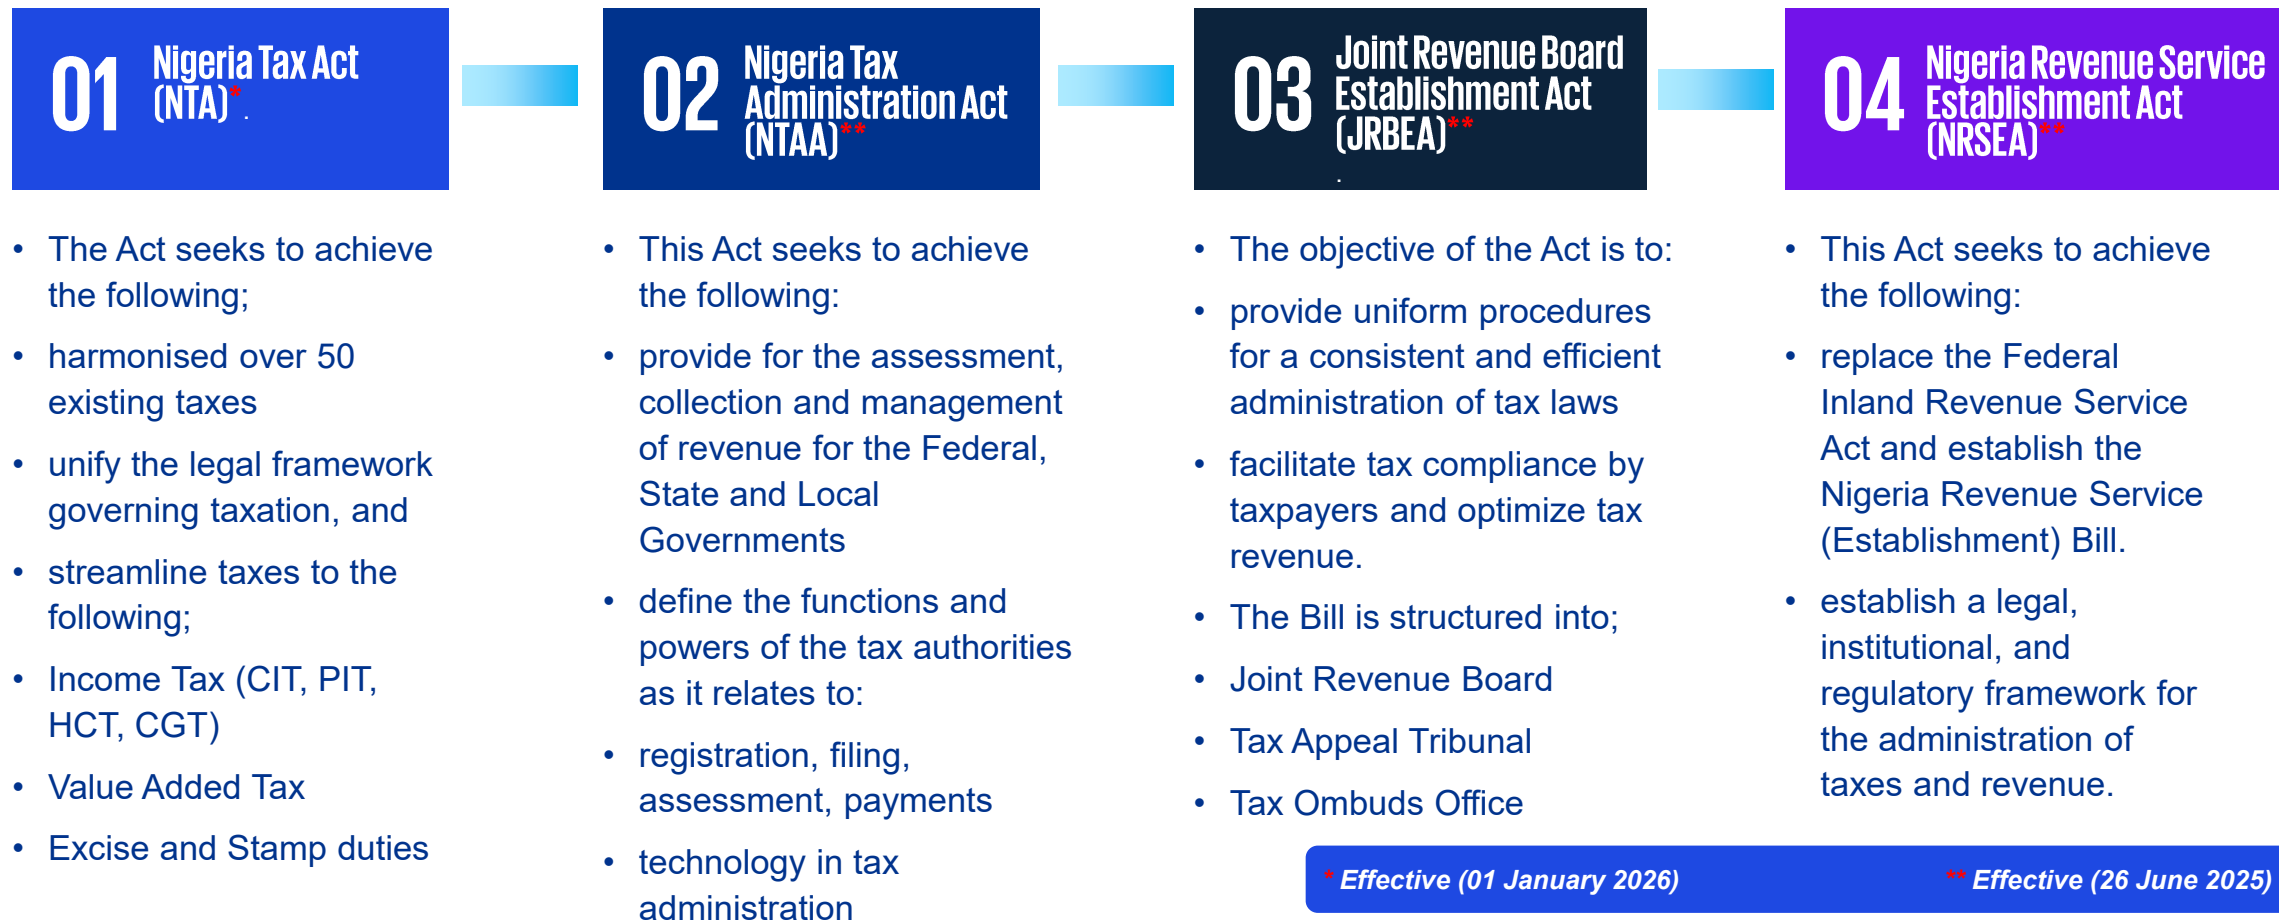 01
Nigeria Tax Act
(NTA)* .
• The Act seeks to achieve
the following;
• harmonised over 50
existing taxes
• unify the legal framework
governing taxation, and
• streamline taxes to the
following;
• Income Tax (CIT, PIT,
HCT, CGT)
• Value Added Tax
• Excise and Stamp duties
02
Nigeria Tax
Administration Act
(NTAA)**
• This Act seeks to achieve
the following:
• provide for the assessment,
collection and management
of revenue for the Federal,
State and Local
Governments
• define the functions and
powers of the tax authorities
as it relates to:
• registration, filing,
assessment, payments
• technology in tax
administration
03
Joint Revenue Board
Establishment Act
(JRBEA)**
.
• The objective of the Act is to:
• provide uniform procedures
for a consistent and efficient
administration of tax laws
• facilitate tax compliance by
taxpayers and optimize tax
revenue.
• The Bill is structured into;
• Joint Revenue Board
• Tax Appeal Tribunal
• Tax Ombuds Office
04
Nigeria Revenue Service
Establishment Act
(NRSEA)**
• This Act seeks to achieve
the following:
• replace the Federal
Inland Revenue Service
Act and establish the
Nigeria Revenue Service
(Establishment) Bill.
• establish a legal,
institutional, and
regulatory framework for
the administration of
taxes and revenue.
* Effective (01 January 2026)
** Effective (26 June 2025)